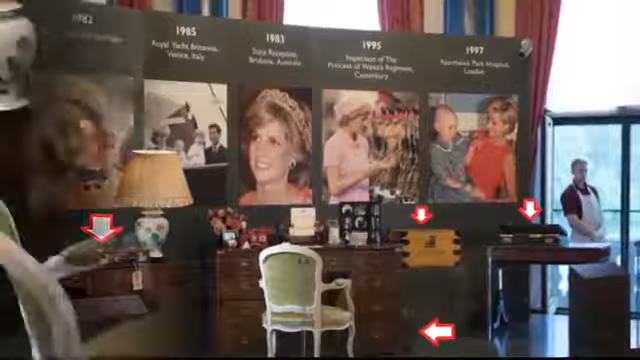 1982
1985
Royal Yacht Britannia,
Venice, Italy
1983
State Reception,
Brisbane, Australia
1995
Inspection of The
Princess of Wales's Regiment,
Canterbury
1997
Northwick Park Hospital,
London